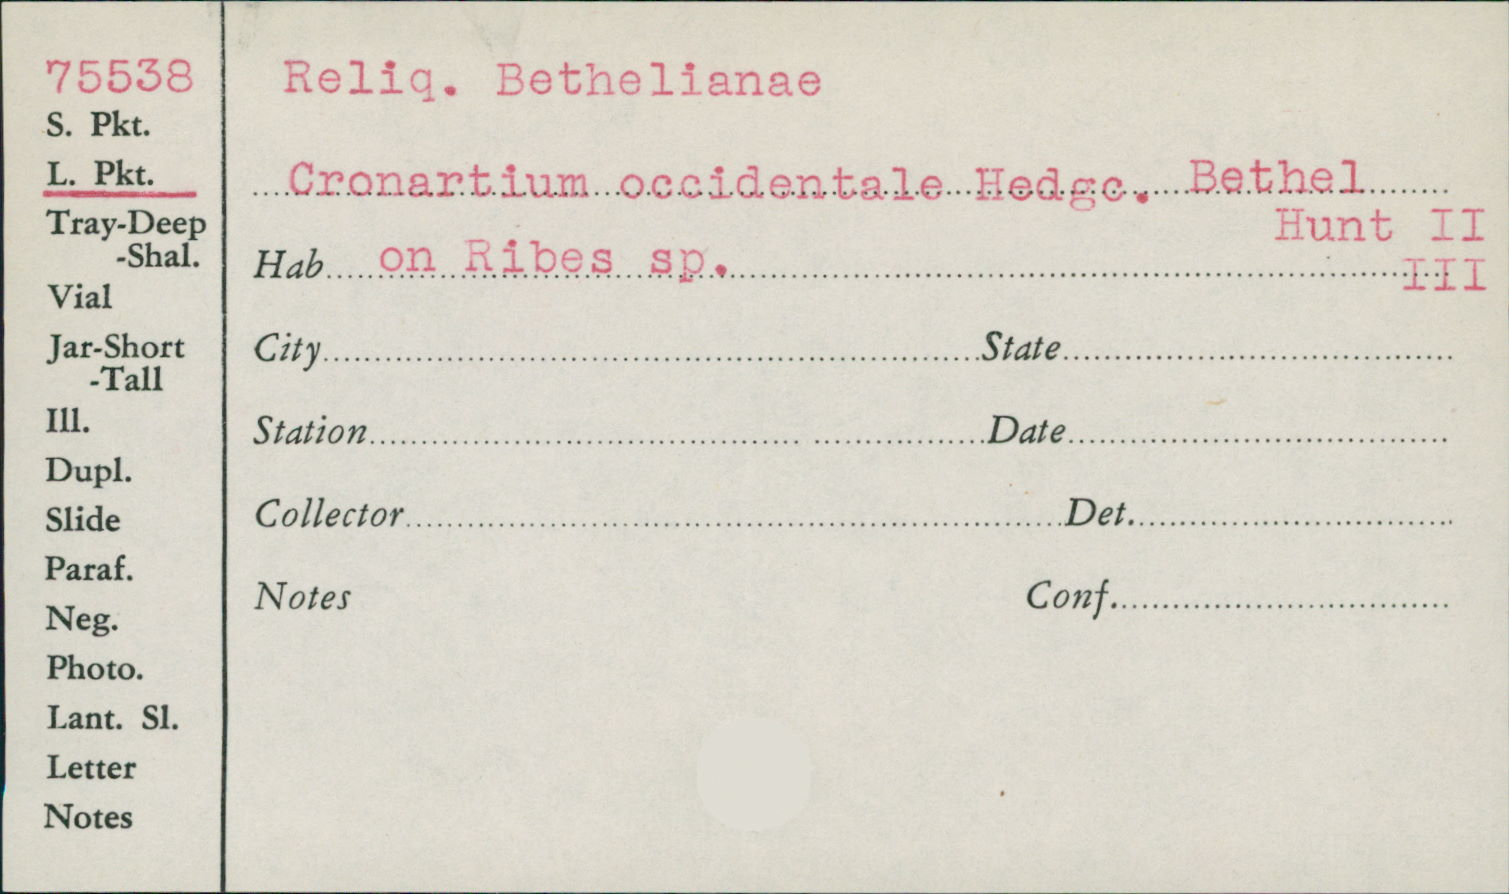 75538
S. Pkt.
L. Pkt.
Tray-Deep
-Shal.
Vial
Jar-Short
-Tall
Ill.
Dupl.
Slide
Paraf.
Neg.
Photo.
Lant. Sl.
Letter
Notes
Reliq. Bethelianae
Cronartium occidentale Hedgc. Bethel
Hunt II
III
Hab on Ribes sp.
City State
Station Date
Collector Det.
Notes Conf.